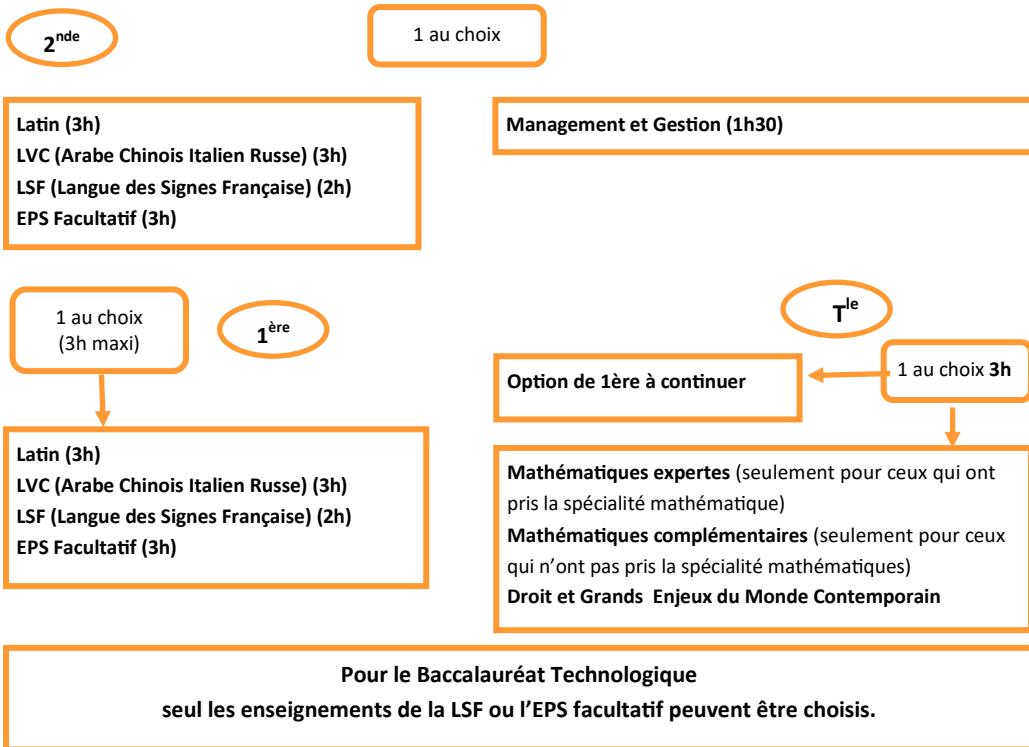 2nde
1 au choix
Latin (3h)
LVC (Arabe Chinois Italien Russe) (3h)
LSF (Langue des Signes Française) (2h)
EPS Facultatif (3h)
Management et Gestion (1h30)
1 au choix
(3h maxi)
1ère
Latin (3h)
LVC (Arabe Chinois Italien Russe) (3h)
LSF (Langue des Signes Française) (2h)
EPS Facultatif (3h)
Tle
1 au choix 3h
Option de 1ère à continuer
Mathématiques expertes (seulement pour ceux qui ont
pris la spécialité mathématique)
Mathématiques complémentaires (seulement pour ceux
qui n’ont pas pris la spécialité mathématiques)
Droit et Grands Enjeux du Monde Contemporain
Pour le Baccalauréat Technologique
seul les enseignements de la LSF ou l’EPS facultatif peuvent être choisis.